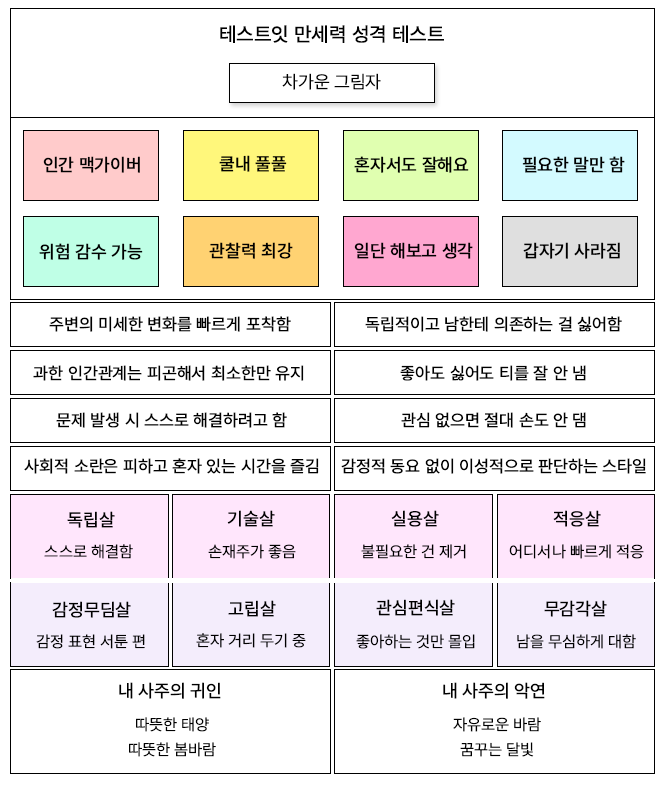 테스트잇 만세력 성격 테스트
차가운 그림자
인간 맥가이버
쿨내 풀풀
혼자서도 잘해요
필요한 말만 함
위험 감수 가능
관찰력 최강
일단 해보고 생각
갑자기 사라짐
주변의 미세한 변화를 빠르게 포착함
독립적이고 남한테 의존하는 걸 싫어함
과한 인간관계는 피곤해서 최소한만 유지
좋아도 싫어도 티를 잘 안 냄
문제 발생 시 스스로 해결하려고 함
관심 없으면 절대 손도 안 댐
사회적 소란은 피하고 혼자 있는 시간을 즐김
감정적 동요 없이 이성적으로 판단하는 스타일
독립살
스스로 해결함
기술살
손재주가 좋음
실용살
불필요한 건 제거
적응살
어디서나 빠르게 적응
감정무딤살
감정 표현 서툰 편
고립살
혼자 거리 두기 중
관심편식살
좋아하는 것만 몰입
무감각살
남을 무심하게 대함
내 사주의 귀인
따뜻한 태양
따뜻한 봄바람
내 사주의 악연
자유로운 바람
꿈꾸는 달빛